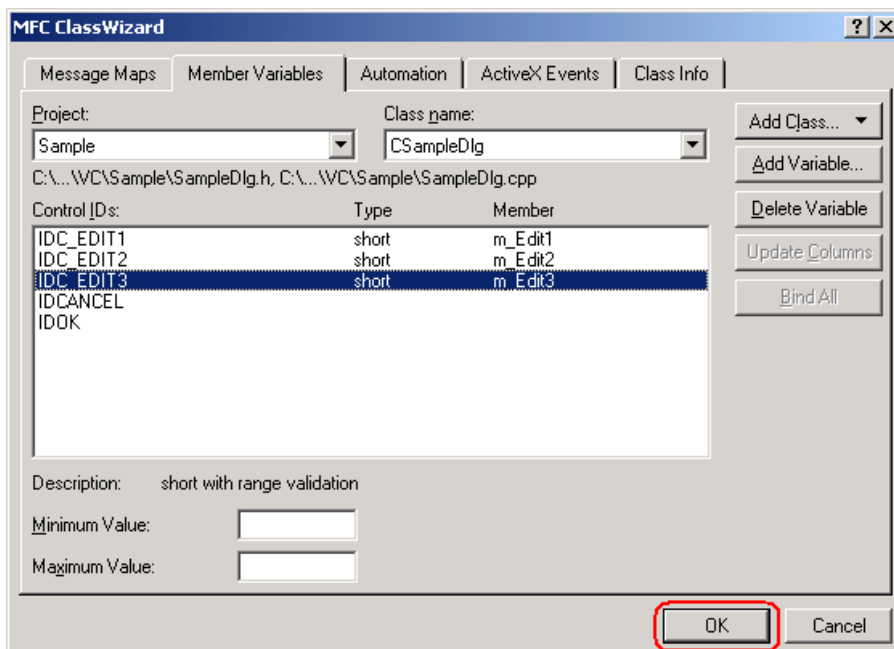 MFC ClassWizard
Message Maps Member Variables Automation ActiveX Events Class Info
Project: Class name:
Sample CSampleDlg
Add Class...
Add Variable...
C:\...\VC\Sample\SampleDlg.h, C:\...\VC\Sample\SampleDlg.cpp
Control IDs: Type Member
Delete Variable
IDC_EDIT1 short m_Edit1
IDC_EDIT2 short m_Edit2
IDC_EDIT3 short m_Edit3
IDCANCEL
IDOK
Update Columns
Bind All
Description: short with range validation
Minimum Value:
Maximum Value:
OK Cancel